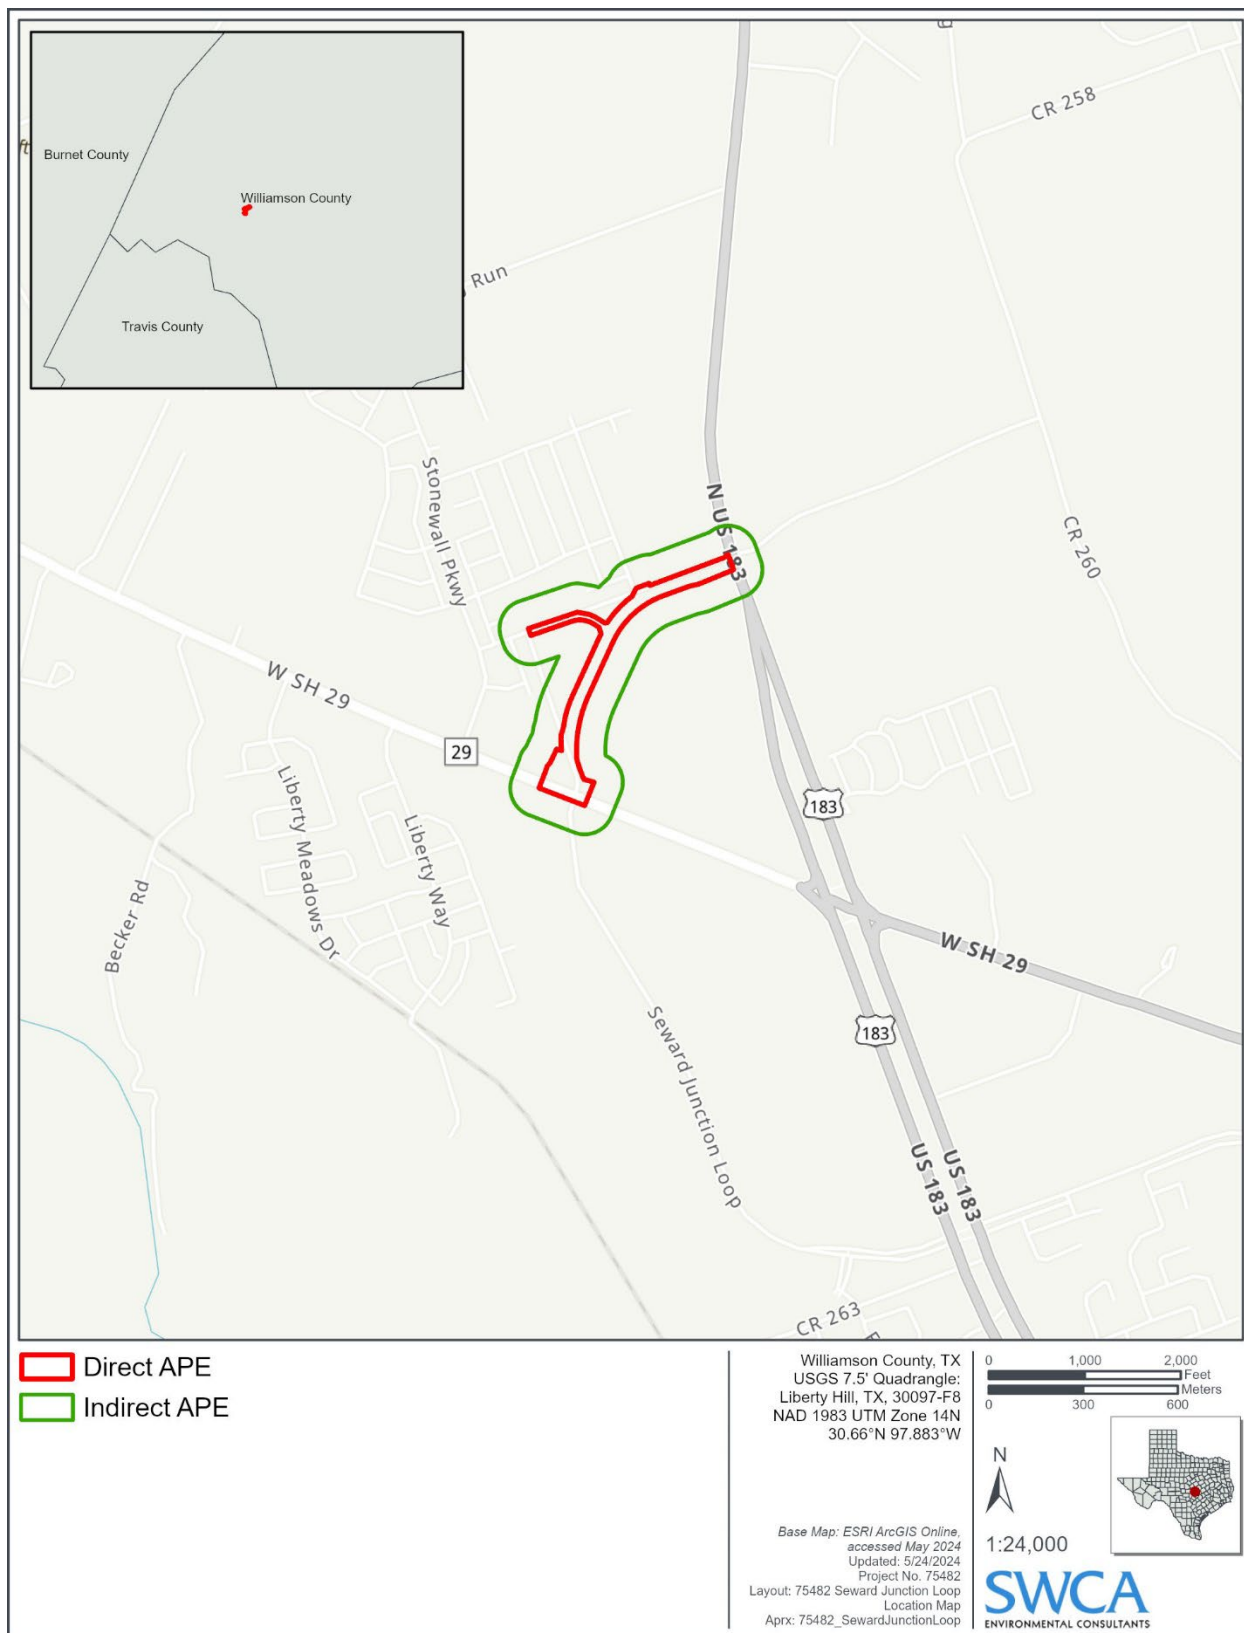 Burnet County
Williamson County
Travis County
CR 258
Run
Stonewall Pkwy
N US 183
CR 260
W SH 29
29
Liberty Meadows Dr
Liberty Way
Becker Rd
183
W SH 29
183
Seward Junction Loop
US 183
US 183
CR 263
Direct APE
Indirect APE
Williamson County, TX
USGS 7.5' Quadrangle:
Liberty Hill, TX, 30097-F8
NAD 1983 UTM Zone 14N
30.66°N 97.883°W
Base Map: ESRI ArcGIS Online,
accessed May 2024
Updated: 5/24/2024
Project No. 75482
Layout: 75482 Seward Junction Loop
Location Map
Aprx: 75482_SewardJunctionLoop
0 1,000 2,000
Feet
Meters
0 300 600
N
1:24,000
SWCA
ENVIRONMENTAL CONSULTANTS